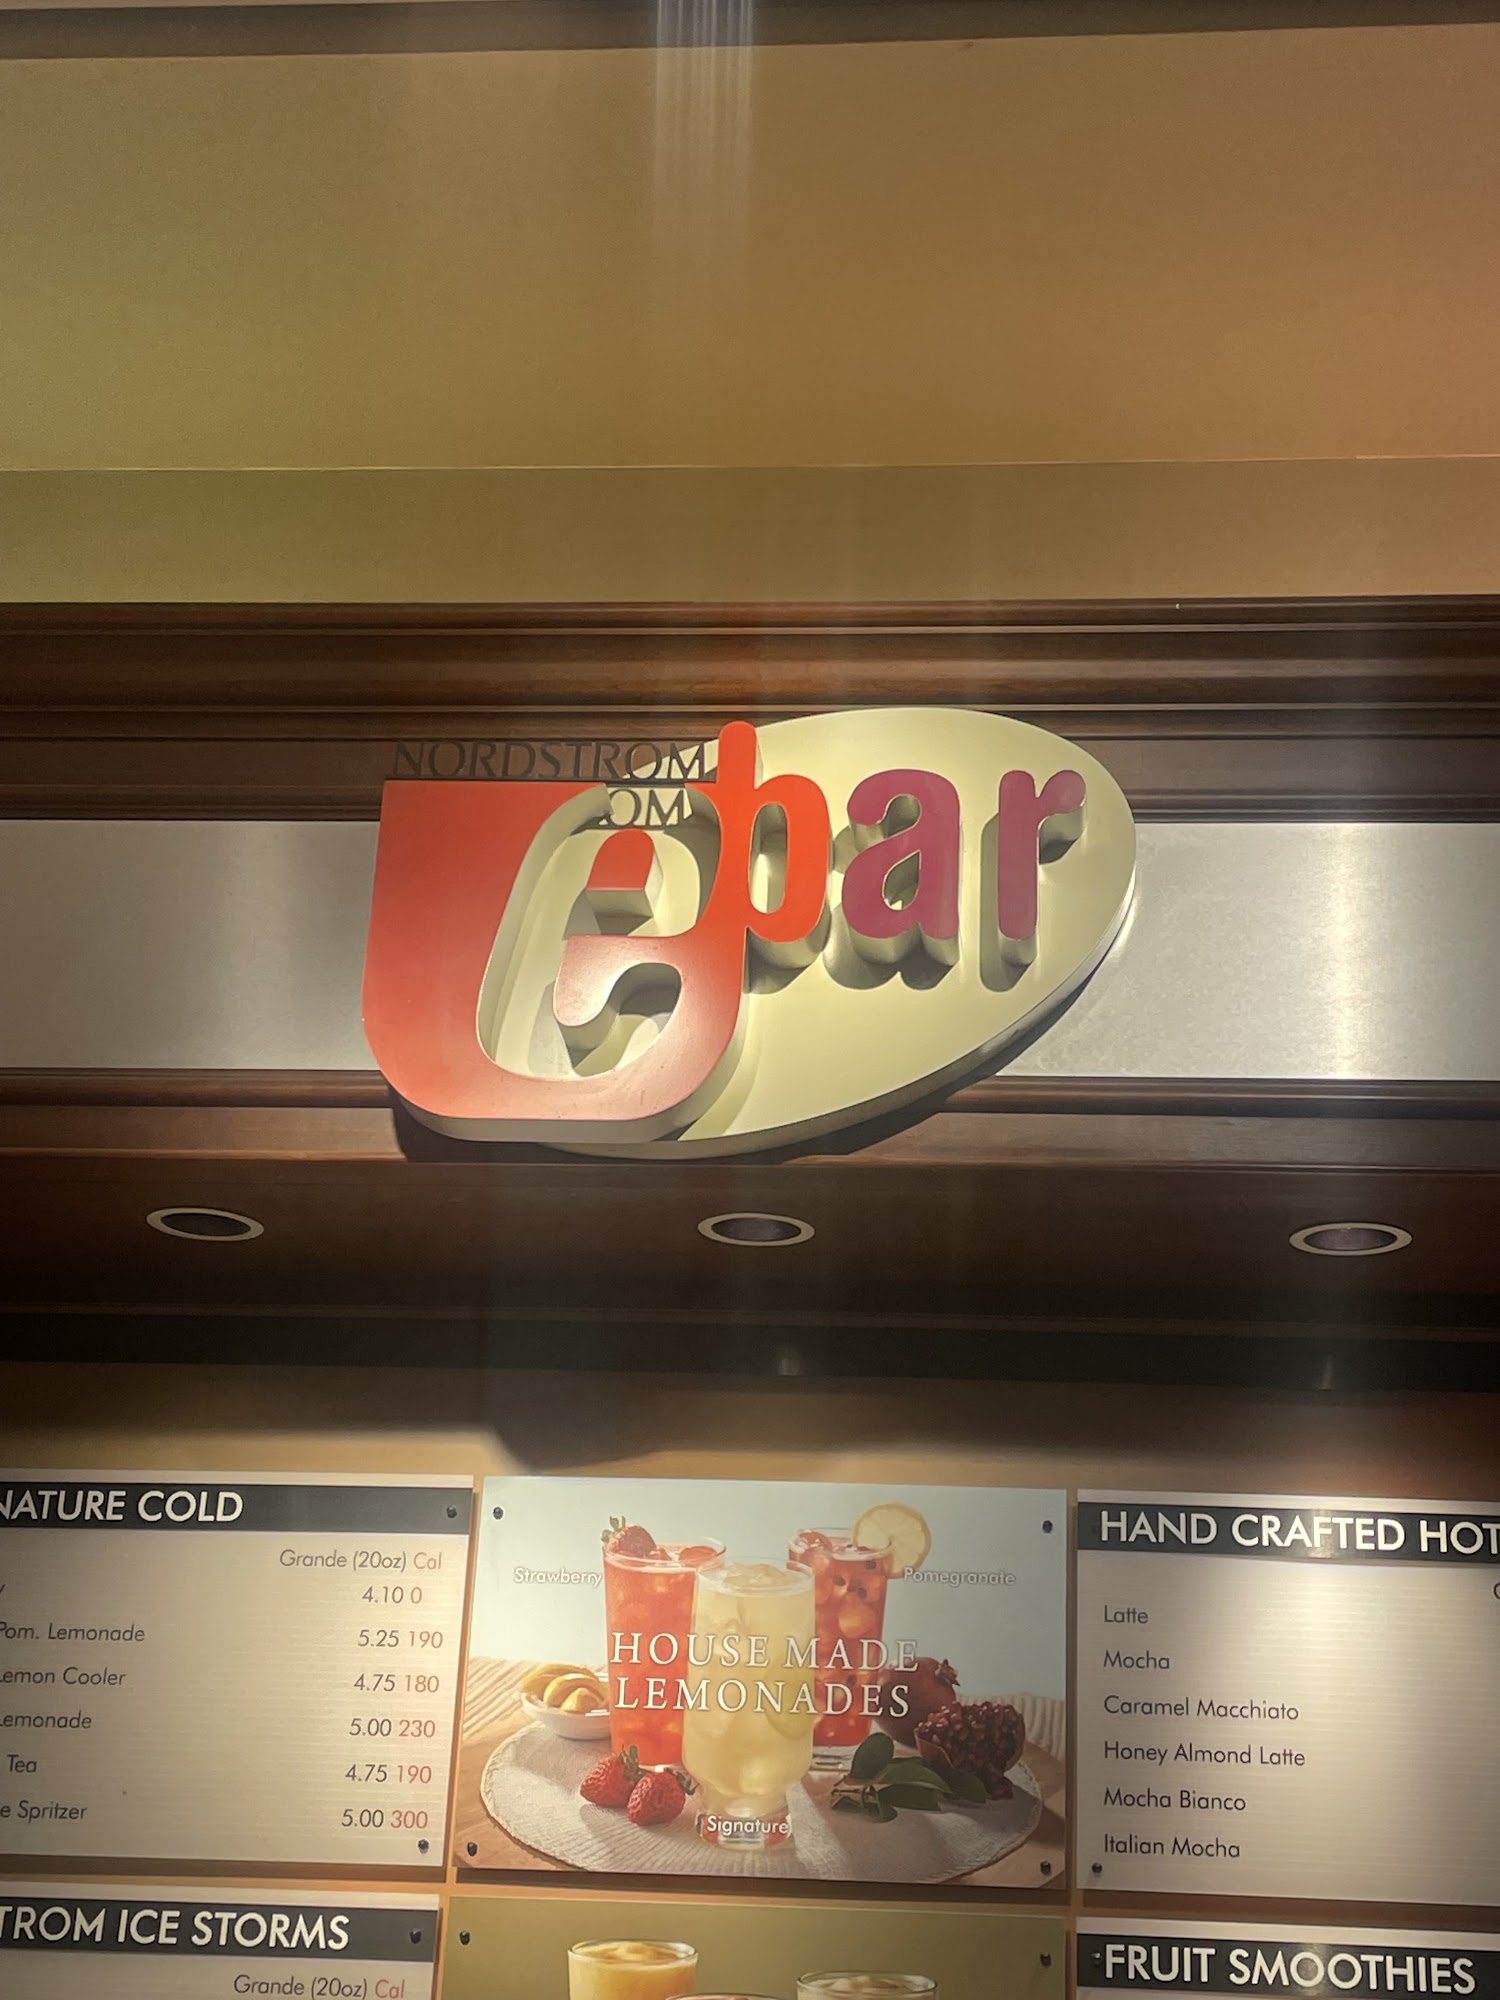 NORDSTROM
OM
ebar
NATURE COLD
Grande (20oz) Cal
4.10 0
Pom. Lemonade 5.25 190
Lemon Cooler 4.75 180
Lemonade 5.00 230
Tea 4.75 190
e Spritzer 5.00 300
Strawberry
Pomegranate
HOUSE MADE
LEMONADES
Signature
HAND CRAFTED HOT
Latte
Mocha
Caramel Macchiato
Honey Almond Latte
Mocha Bianco
Italian Mocha
TROM ICE STORMS
Grande (20oz) Cal
FRUIT SMOOTHIES